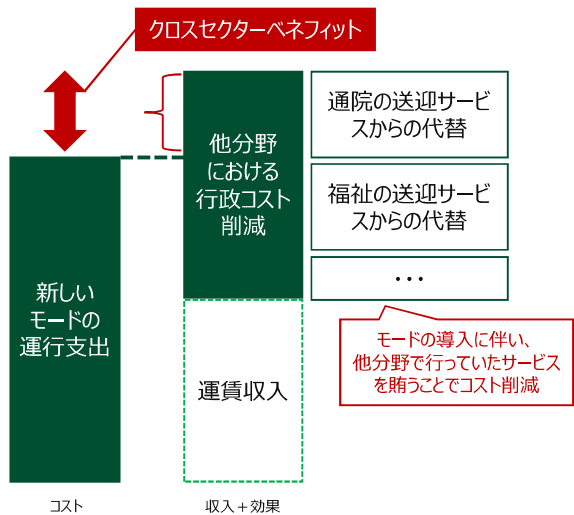 クロスセクターベネフィット
他分野
における
行政コスト
削減
通院の送迎サービ
スからの代替
福祉の送迎サービ
スからの代替
・・・
新しい
モードの
運行支出
モードの導入に伴い、
他分野で行っていたサービス
を賄うことでコスト削減
運賃収入
コスト
収入+効果